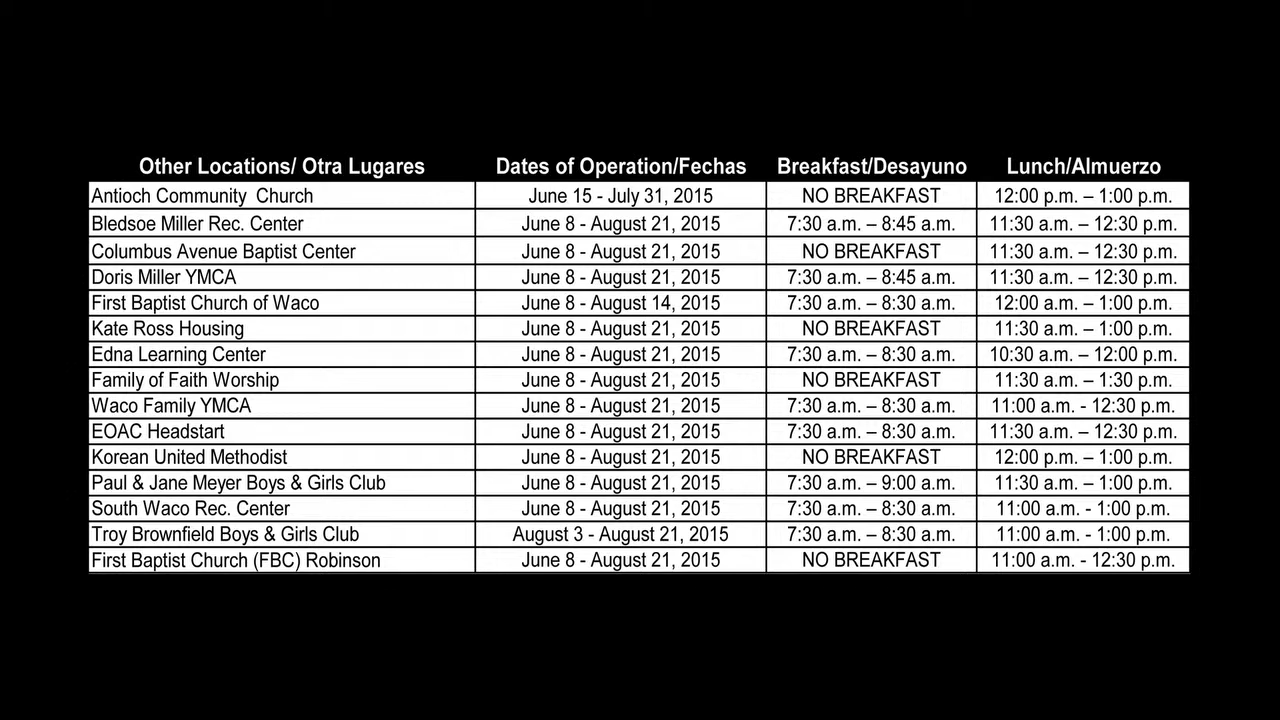 Other Locations/ Otra Lugares Dates of Operation/Fechas Breakfast/Desayuno Lunch/Almuerzo
Antioch Community Church June 15 - July 31, 2015 NO BREAKFAST 12:00 p.m. – 1:00 p.m.
Bledsoe Miller Rec. Center June 8 - August 21, 2015 7:30 a.m. – 8:45 a.m. 11:30 a.m. – 12:30 p.m.
Columbus Avenue Baptist Center June 8 - August 21, 2015 NO BREAKFAST 11:30 a.m. – 12:30 p.m.
Doris Miller YMCA June 8 - August 21, 2015 7:30 a.m. – 8:45 a.m. 11:30 a.m. – 12:30 p.m.
First Baptist Church of Waco June 8 - August 14, 2015 7:30 a.m. – 8:30 a.m. 12:00 a.m. – 1:00 p.m.
Kate Ross Housing June 8 - August 21, 2015 NO BREAKFAST 11:30 a.m. – 1:00 p.m.
Edna Learning Center June 8 - August 21, 2015 7:30 a.m. – 8:30 a.m. 10:30 a.m. – 12:00 p.m.
Family of Faith Worship June 8 - August 21, 2015 NO BREAKFAST 11:30 a.m. – 1:30 p.m.
Waco Family YMCA June 8 - August 21, 2015 7:30 a.m. – 8:30 a.m. 11:00 a.m. - 12:30 p.m.
EOAC Headstart June 8 - August 21, 2015 7:30 a.m. – 8:30 a.m. 11:30 a.m. – 12:30 p.m.
Korean United Methodist June 8 - August 21, 2015 NO BREAKFAST 12:00 p.m. – 1:00 p.m.
Paul & Jane Meyer Boys & Girls Club June 8 - August 21, 2015 7:30 a.m. – 9:00 a.m. 11:30 a.m. – 1:00 p.m.
South Waco Rec. Center June 8 - August 21, 2015 7:30 a.m. – 8:30 a.m. 11:00 a.m. - 1:00 p.m.
Troy Brownfield Boys & Girls Club August 3 - August 21, 2015 7:30 a.m. – 8:30 a.m. 11:00 a.m. - 1:00 p.m.
First Baptist Church (FBC) Robinson June 8 - August 21, 2015 NO BREAKFAST 11:00 a.m. - 12:30 p.m.